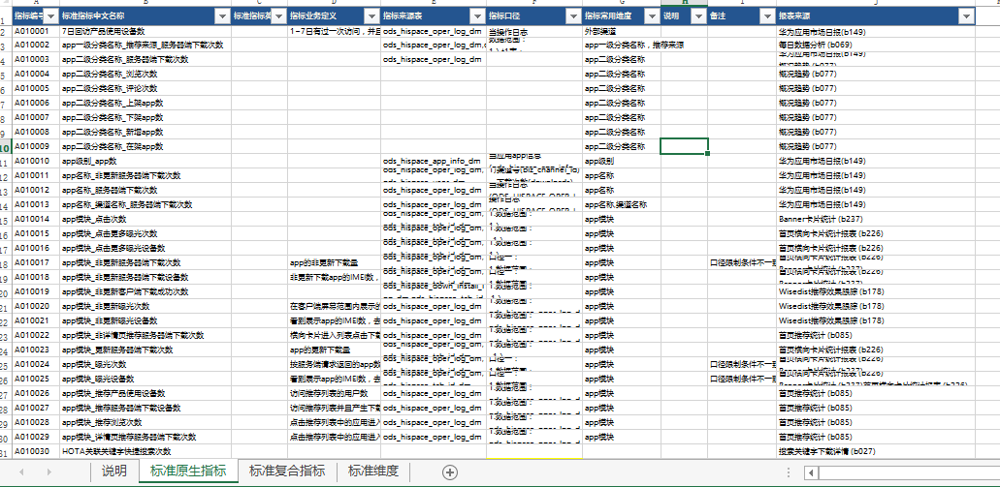 指标编号 标准指标中文名称 标准指标英 指标业务定义 指标来源表 指标口径 指标常用维度 说明 备注 报表来源
A010001 7日回访产品使用设备数 1-7日有过一次访问，并且 ods_hispace_oper_log_dm 当操作日志 外部渠道 华为应用市场日报(b149)
A010002 app一级分类名称_推荐来源_服务器端下载次数 ods_hispace_oper_log_dm, 数据范围： app一级分类名称，推荐来源 每日数据分析 (b069)
A010003 app二级分类名称_服务器端下载次数 ods_hispace_oper_log_dm app二级分类名称 华为应用市场日报(b149)
A010004 app二级分类名称_浏览次数 app二级分类名称 概况趋势 (b077)
A010005 app二级分类名称_评论次数 app二级分类名称 概况趋势 (b077)
A010006 app二级分类名称_上架app数 app二级分类名称 概况趋势 (b077)
A010007 app二级分类名称_下架app数 app二级分类名称 概况趋势 (b077)
A010008 app二级分类名称_新增app数 app二级分类名称 概况趋势 (b077)
A010009 app二级分类名称_在架app数 app二级分类名称 概况趋势 (b077)
A010010 app级别_app数 ods_hispace_app_info_dm 当应用app信息 app级别 华为应用市场日报(b149)
A010011 app名称_非更新服务器端下载次数 ods_hispace_oper_log_dm, app名称 华为应用市场日报(b149)
A010012 app名称_服务器端下载次数 ods_hispace_oper_log_dm 当操作日志 app名称 华为应用市场日报(b149)
A010013 app名称_渠道名称_服务器端下载次数 ods_hispace_oper_log_dm 操作日志 app名称,渠道名称 华为应用市场日报(b149)
A010014 app模块_点击次数 ods_hispace_oper_log_dm, 1.数据范围： app模块 Banner卡片统计 (b237)
A010015 app模块_点击更多曝光次数 ods_hispace_oper_log_dm, 1.数据范围： app模块 首页横向卡片统计报表 (b226)
A010016 app模块_点击更多曝光设备数 ods_hispace_oper_log_dm, 1.数据范围： app模块 首页横向卡片统计报表 (b226)
A010017 app模块_非更新服务器端下载次数 app的非更新下载量 ods_hispace_oper_log_dm, 口径一： app模块 口径限制条件不一致 首页横向卡片统计报表 (b226)
A010018 app模块_非更新服务器端下载设备数 非更新下载app的IMEI数， ods_hispace_oper_log_dm, 1.数据范围： app模块 首页横向卡片统计报表 (b226)
A010019 app模块_非更新客户端下载成功次数 1.数据范围： app模块 Wisedist推荐效果跟踪 (b178)
A010020 app模块_非更新曝光次数 在客户端屏总范围内展示的 ods_hispace_oper_log_dm, 1.数据范围： app模块 Wisedist推荐效果跟踪 (b178)
A010021 app模块_非更新曝光设备数 看到展示app的IMEI数，去 ods_hispace_oper_log_dm, 1.数据范围： app模块 Wisedist推荐效果跟踪 (b178)
A010022 app模块_非详情页推荐服务器端下载次数 横向卡片进入列表点击下载 ods_hispace_oper_log_dm 1.数据范围： app模块 首页推荐统计 (b085)
A010023 app模块_更新服务器端下载次数 app的更新下载量 ods_hispace_oper_log_dm, 1.数据范围： app模块 首页横向卡片统计报表 (b226)
A010024 app模块_曝光次数 按服务端请求返回的app数 ods_hispace_oper_log_dm, 口径一： app模块 口径限制条件不一致 首页横向卡片统计报表 (b226)
A010025 app模块_曝光设备数 看到展示app的IMEI数，去 ods_hispace_oper_log_dm, 1.数据范围： app模块 口径限制条件不一致 首页横向卡片统计报表 (b226)
A010026 app模块_推荐产品使用设备数 访问推荐列表的用户数 ods_hispace_oper_log_dm 1.数据范围： app模块 首页推荐统计 (b085)
A010027 app模块_推荐服务器端下载设备数 访问推荐列表并且产生下载 ods_hispace_oper_log_dm 1.数据范围： app模块 首页推荐统计 (b085)
A010028 app模块_推荐浏览次数 点击推荐列表中的应用进入 ods_hispace_oper_log_dm 1.数据范围： app模块 首页推荐统计 (b085)
A010029 app模块_详情页推荐服务器端下载次数 点击推荐列表中的应用进入 ods_hispace_oper_log_dm 1.数据范围： app模块 首页推荐统计 (b085)
A010030 HOTA关联关键字快捷搜索次数 搜索关键字下载详情 (b027)
说明 标准原生指标 标准复合指标 标准维度